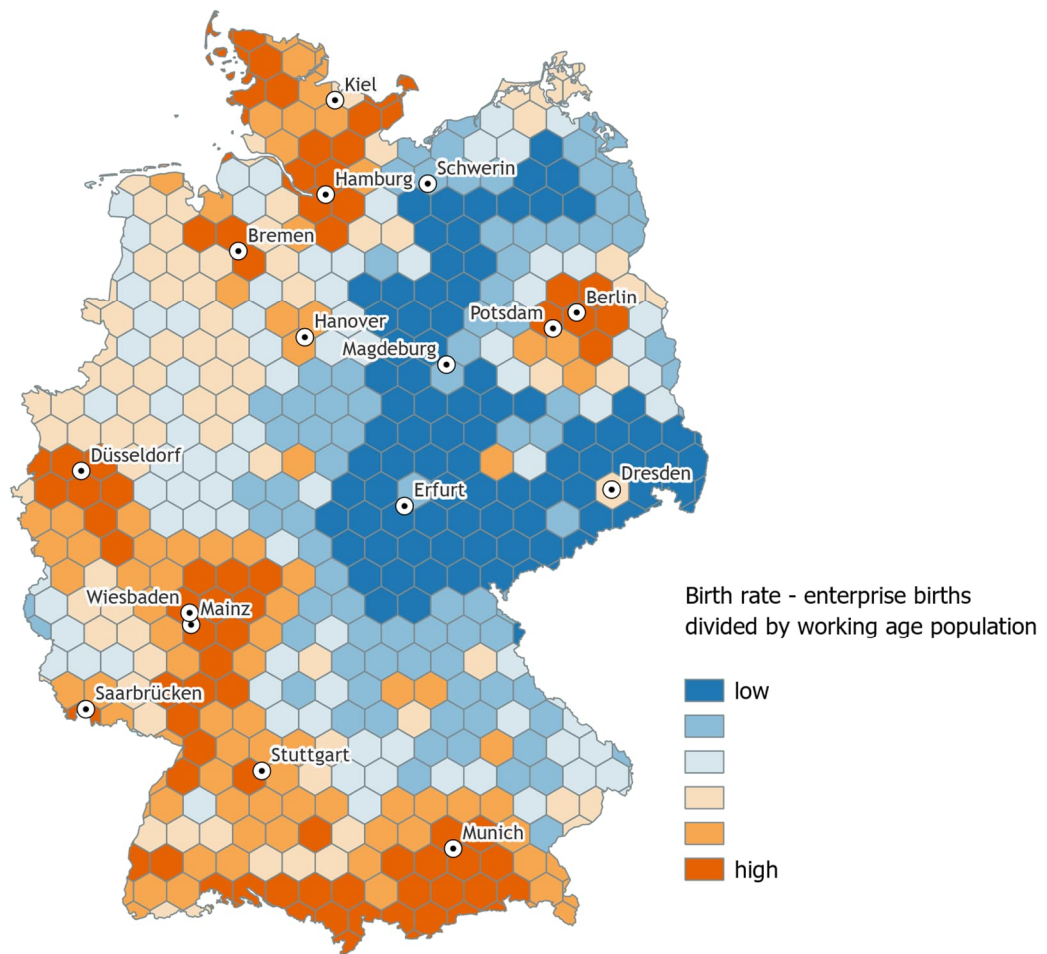 Kiel
Schwerin
Hamburg
Bremen
Berlin
Potsdam
Hanover
Magdeburg
Düsseldorf
Dresden
Erfurt
Wiesbaden
Mainz
Saarbrücken
Stuttgart
Munich
Birth rate - enterprise births
divided by working age population
low
high